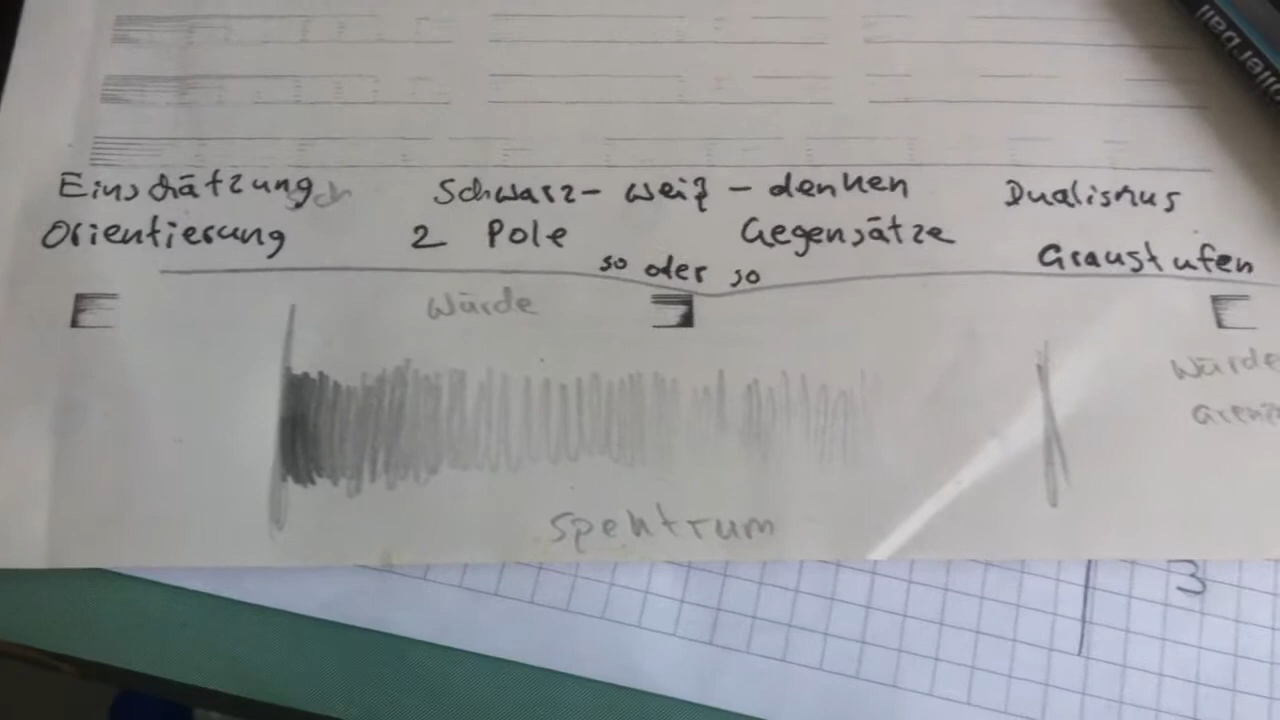 Einschätzung Schwarz-weiß-denken Dualismus
Orientierung 2 Pole Gegensätze Graustufen
so oder so
Würde
Würde
Spektrum
3